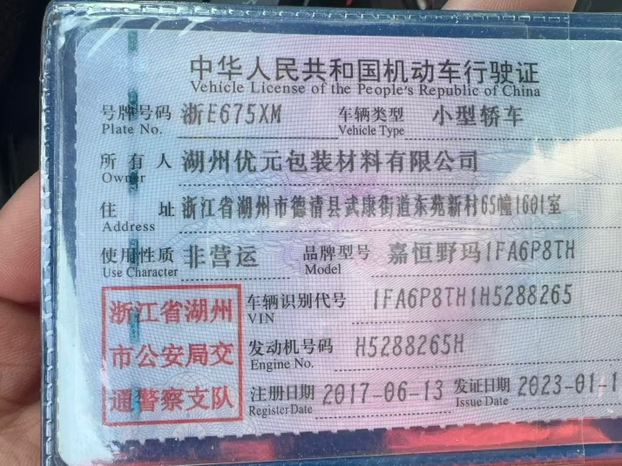 中华人民共和国机动车行驶证
Vehicle License of the People's Republic of China
号牌号码 浙E675XM 车辆类型 小型轿车
Plate No. Vehicle Type
所有人 湖州优元包装材料有限公司
Owner
住址 浙江省湖州市德清县武康街道东苑新村65幢1601室
Address
使用性质 非营运 品牌型号 嘉恒野玛1FA6P8TH
Use Character Model
浙江省湖州
市公安局交
通警察支队
车辆识别代号 1FA6P8TH1H5288265
VIN
发动机号码 H5288265H
Engine No.
注册日期 2017-06-13 发证日期 2023-01-1
Register Date Issue Date